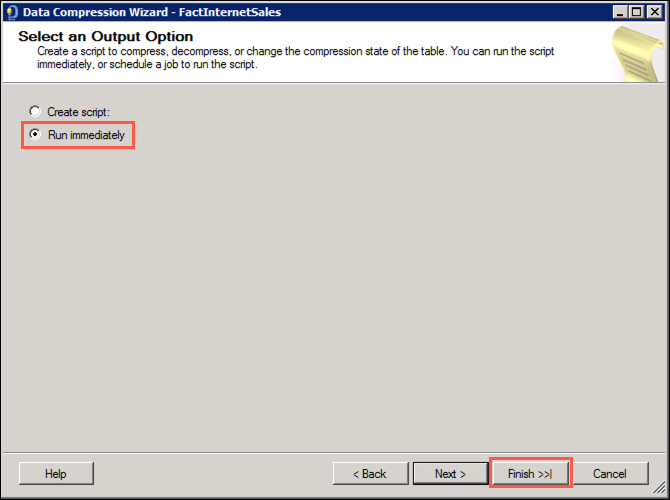 Data Compression Wizard - FactInternetSales
Select an Output Option
Create a script to compress, decompress, or change the compression state of the table. You can run the script
immediately, or schedule a job to run the script.
Create script:
Run immediately
Help
< Back
Next >
Finish >>|
Cancel